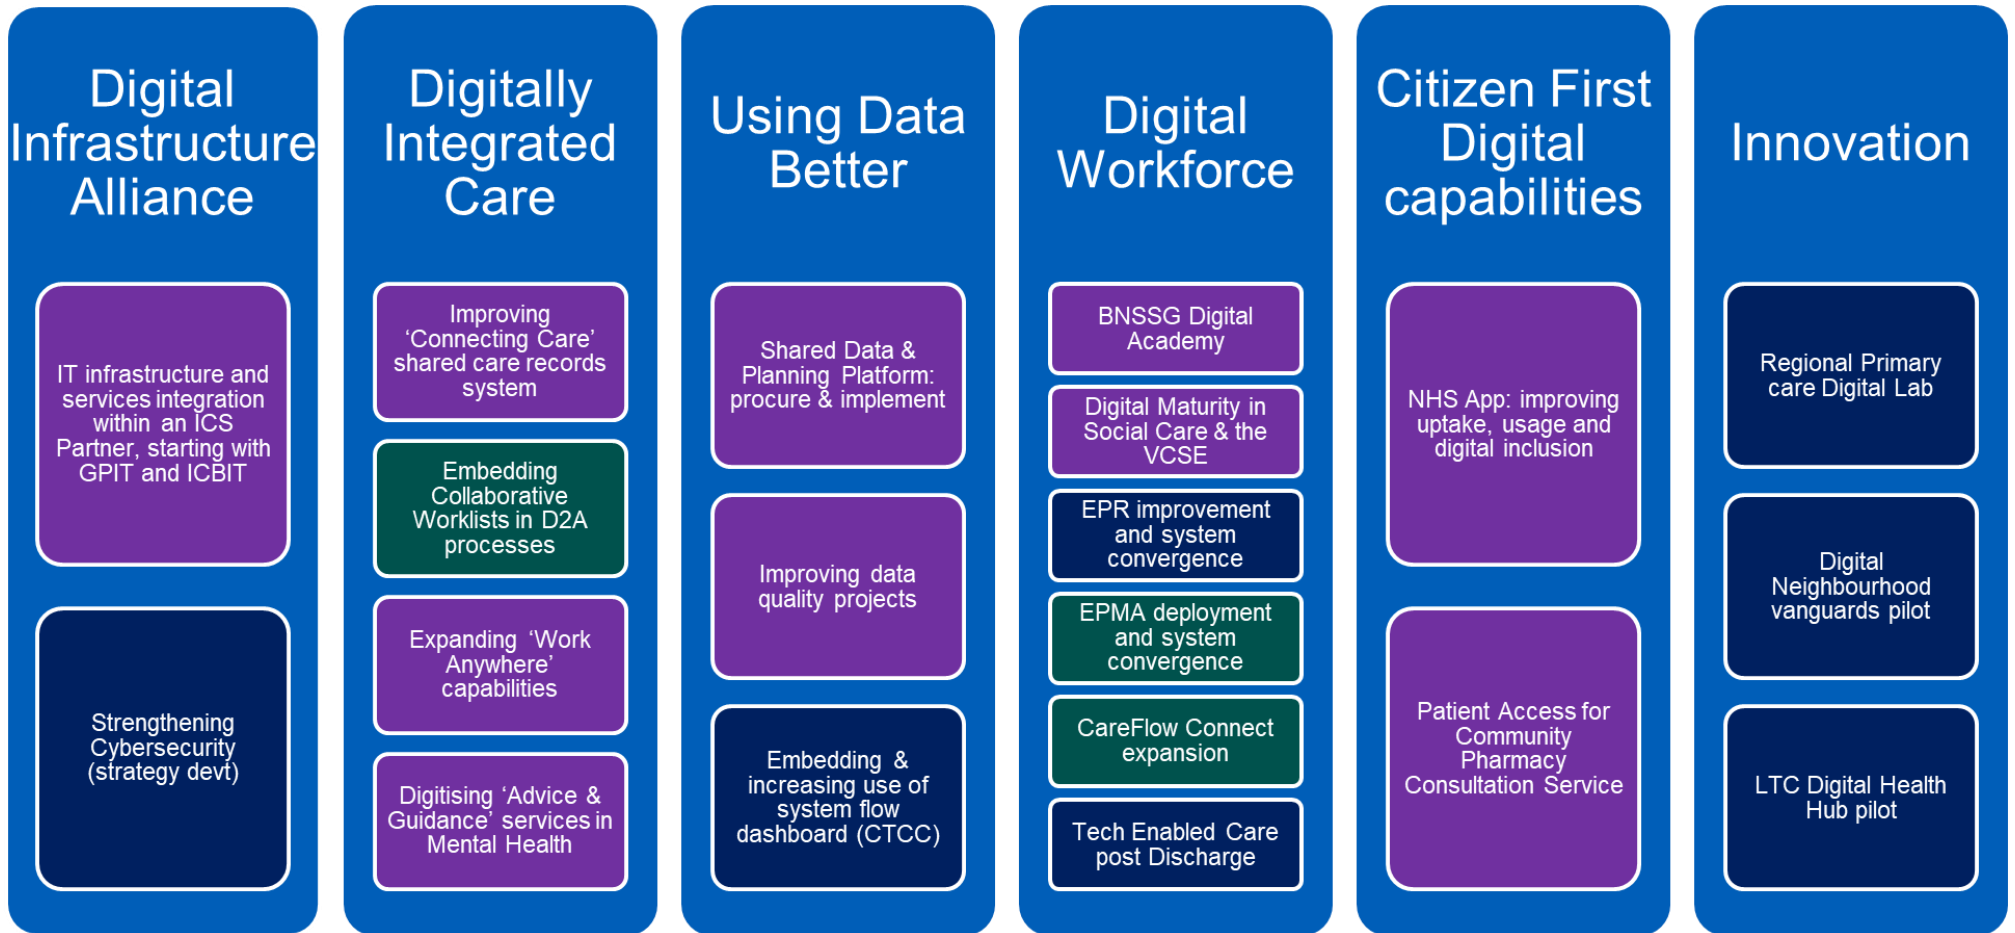 Digital
Infrastructure
Alliance
IT infrastructure and
services integration
within an ICS
Partner, starting with
GPIT and ICBIT
Strengthening
Cybersecurity
(strategy devt)
Digitally
Integrated
Care
Improving
‘Connecting Care’
shared care records
system
Embedding
Collaborative
Worklists in D2A
processes
Expanding ‘Work
Anywhere’
capabilities
Digitising ‘Advice &
Guidance’ services in
Mental Health
Using Data
Better
Shared Data &
Planning Platform:
procure & implement
Improving data
quality projects
Embedding &
increasing use of
system flow
dashboard (CTCC)
Digital
Workforce
BNSSG Digital
Academy
Digital Maturity in
Social Care & the
VCSE
EPR improvement
and system
convergence
EPMA deployment
and system
convergence
CareFlow Connect
expansion
Tech Enabled Care
post Discharge
Citizen First
Digital
capabilities
NHS App: improving
uptake, usage and
digital inclusion
Patient Access for
Community
Pharmacy
Consultation Service
Innovation
Regional Primary
care Digital Lab
Digital
Neighbourhood
vanguards pilot
LTC Digital Health
Hub pilot